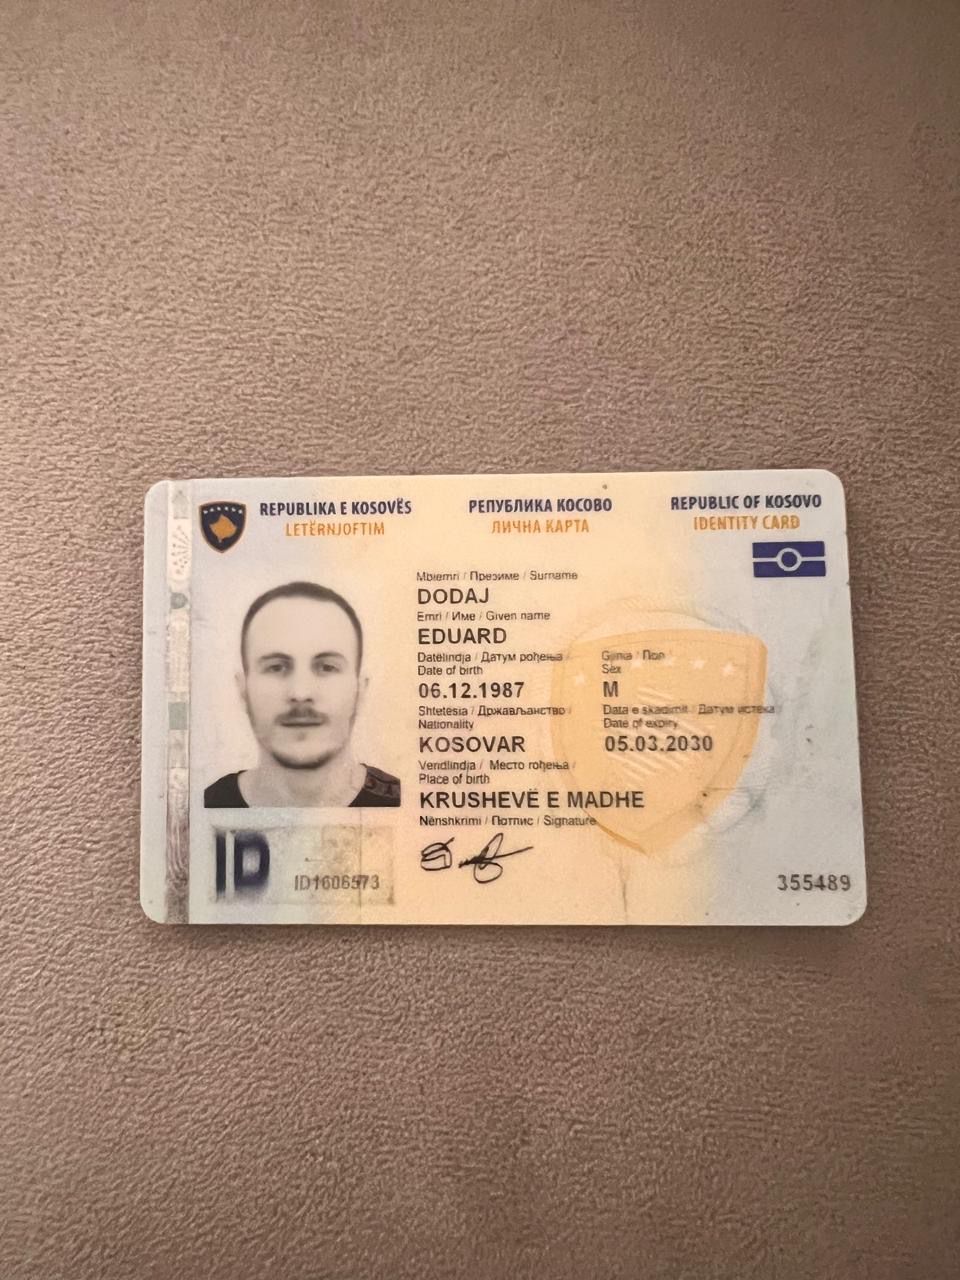 REPUBLIKA E KOSOVËS
LETËRNJOFTIM
РЕПУБЛИКА КОСОВО
ЛИЧНА КАРТА
REPUBLIC OF KOSOVO
IDENTITY CARD
Mbiemri / Презиме / Surname
DODAJ
Emri / Име / Given name
EDUARD
Datëlindja / Датум рођења
Date of birth
06.12.1987
Gjinia / Пол
Sex
M
Shtetësia / Држављанство /
Nationality
KOSOVAR
Data e skadimit / Датум истека
Date of expiry
05.03.2030
Vendlindja / Место рођења /
Place of birth
KRUSHEVË E MADHE
Nënshkrimi / Потпис / Signature
ID
ID1606573
355489